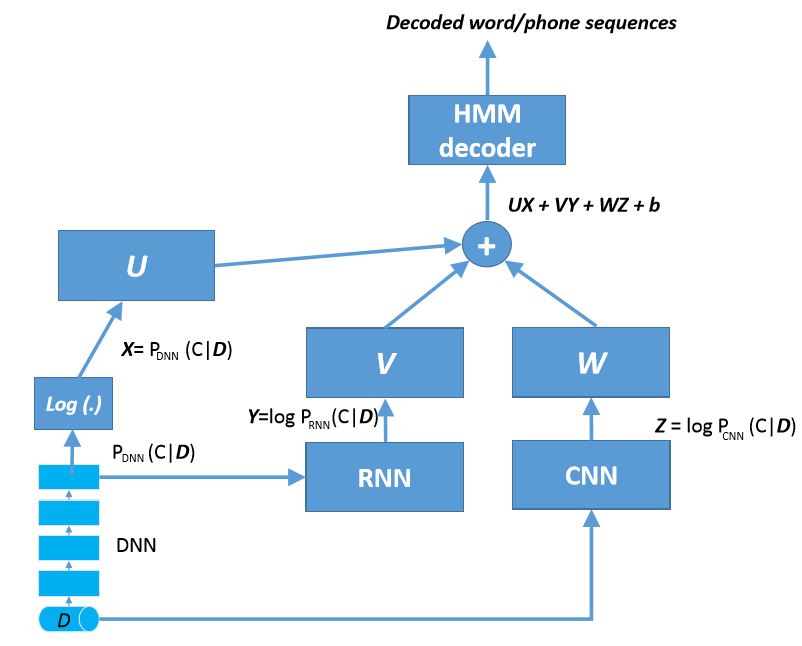 Decoded word/phone sequences
HMM
decoder
UX + VY + WZ + b
+
U
X= PDNN (C|D)
V
W
Log (.)
Y=log PRNN(C|D)
Z = log PCNN (C|D)
PDNN (C|D)
RNN
CNN
DNN
D